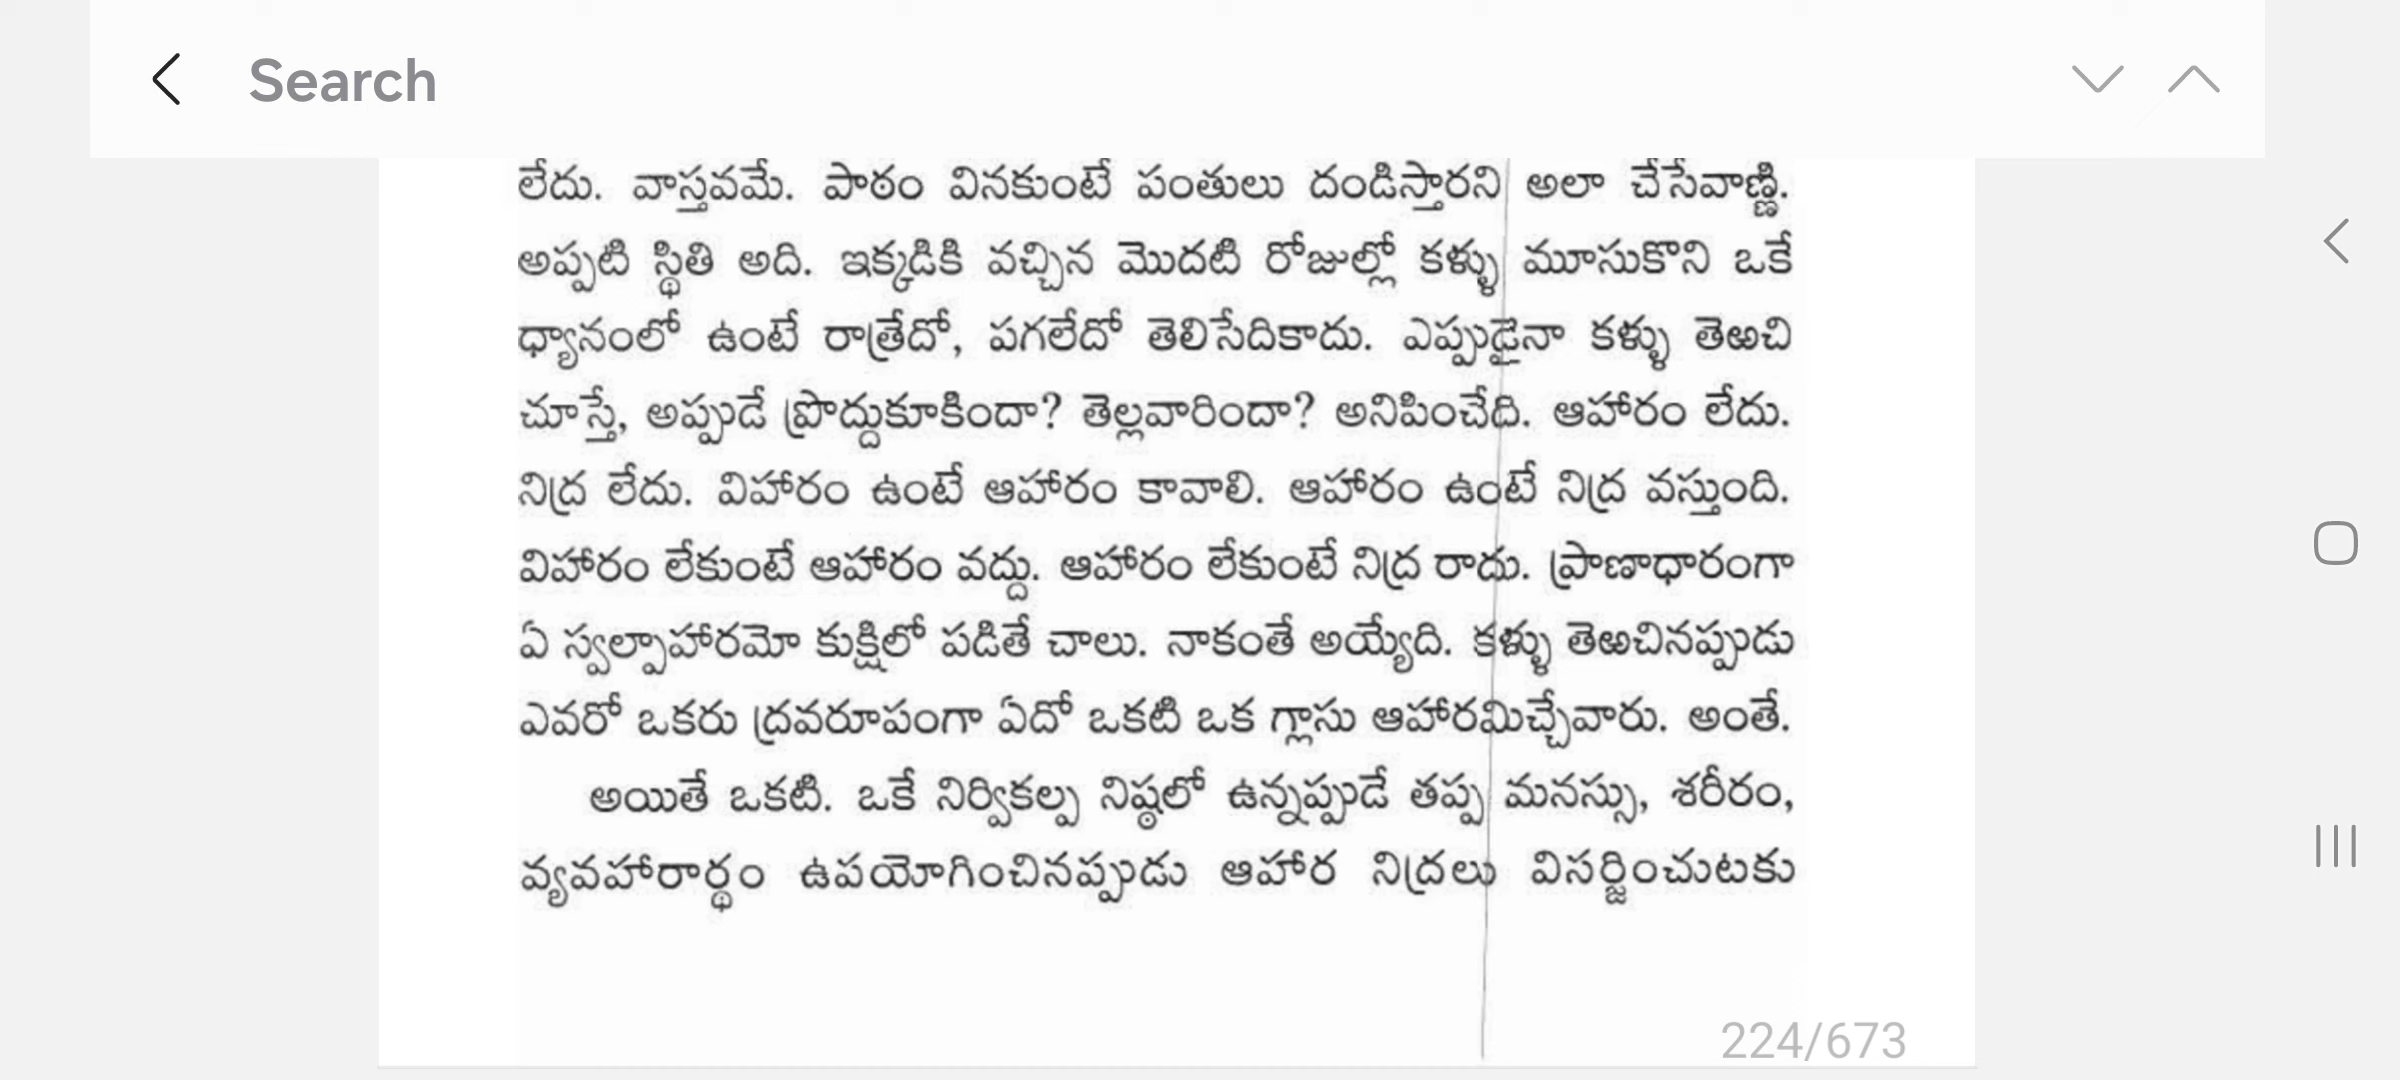 Search
లేదు. వాస్తవమే. పాఠం వినకుంటే పంతులు దండిస్తారని అలా చేసేవాణ్ణి.
అప్పటి స్థితి అది. ఇక్కడికి వచ్చిన మొదటి రోజుల్లో కళ్ళు మూసుకొని ఒకే
ధ్యానంలో ఉంటే రాత్రేదో, పగలేదో తెలిసేదికాదు. ఎప్పుడైనా కళ్ళు తెఱచి
చూస్తే, అప్పుడే ప్రొద్దుకూకిందా? తెల్లవారిందా? అనిపించేది. ఆహారం లేదు.
నిద్ర లేదు. విహారం ఉంటే ఆహారం కావాలి. ఆహారం ఉంటే నిద్ర వస్తుంది.
విహారం లేకుంటే ఆహారం వద్దు. ఆహారం లేకుంటే నిద్ర రాదు. ప్రాణాధారంగా
ఏ స్వల్పాహారమో కుక్షిలో పడితే చాలు. నాకంతే అయ్యేది. కళ్ళు తెఱచినప్పుడు
ఎవరో ఒకరు ద్రవరూపంగా ఏదో ఒకటి ఒక గ్లాసు ఆహారమిచ్చేవారు. అంతే.
అయితే ఒకటి. ఒకే నిర్వికల్ప నిష్ఠలో ఉన్నప్పుడే తప్ప మనస్సు, శరీరం,
వ్యవహారార్థం ఉపయోగించినప్పుడు ఆహార నిద్రలు విసర్జించుటకు
224/673